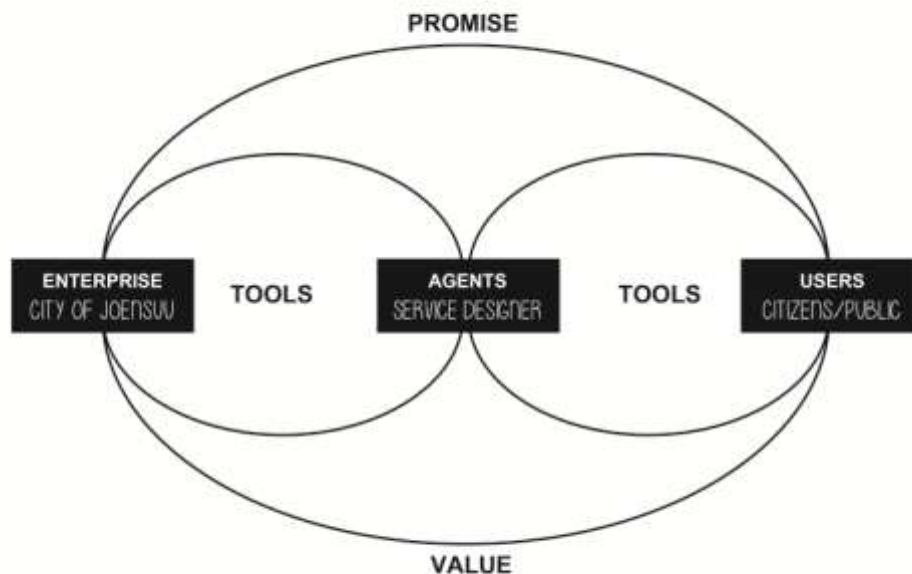 PROMISE
ENTERPRISE
CITY OF JOENSUU
TOOLS
AGENTS
SERVICE DESIGNER
TOOLS
USERS
CITIZENS/PUBLIC
VALUE